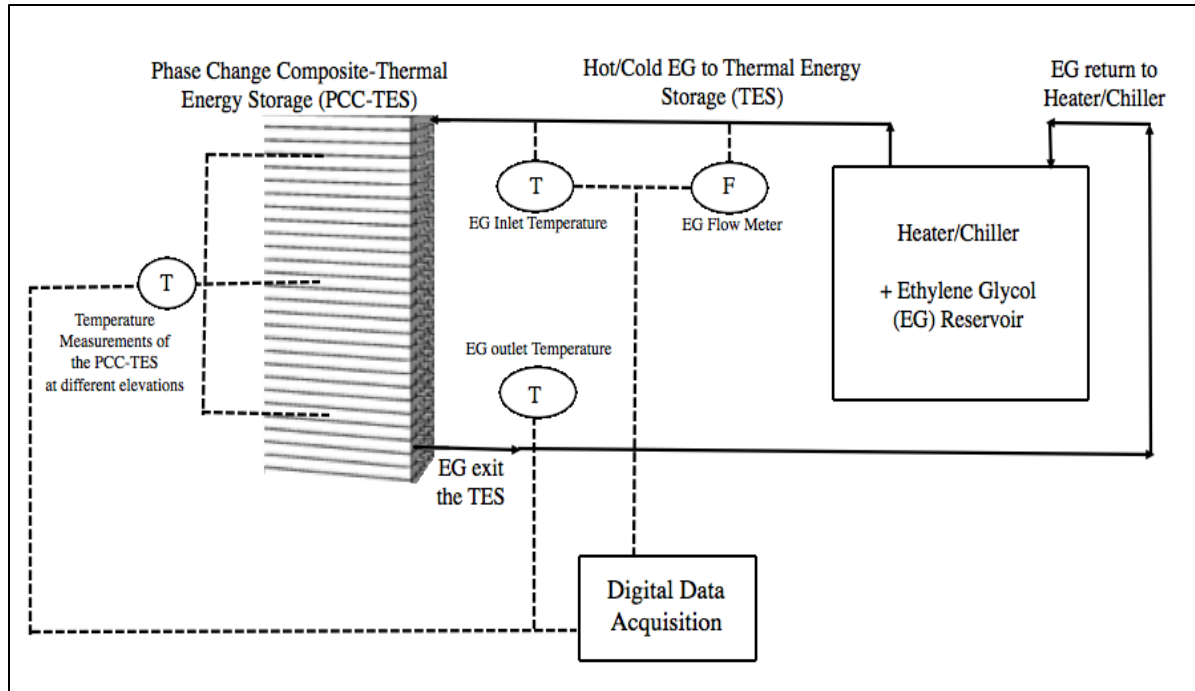 Phase Change Composite-Thermal
Energy Storage (PCC-TES)
Hot/Cold EG to Thermal Energy
Storage (TES)
EG return to
Heater/Chiller
T
EG Inlet Temperature
F
EG Flow Meter
Heater/Chiller
+ Ethylene Glycol
(EG) Reservoir
T
Temperature
Measurements of
the PCC-TES
at different elevations
EG outlet Temperature
T
EG exit
the TES
Digital Data
Acquisition